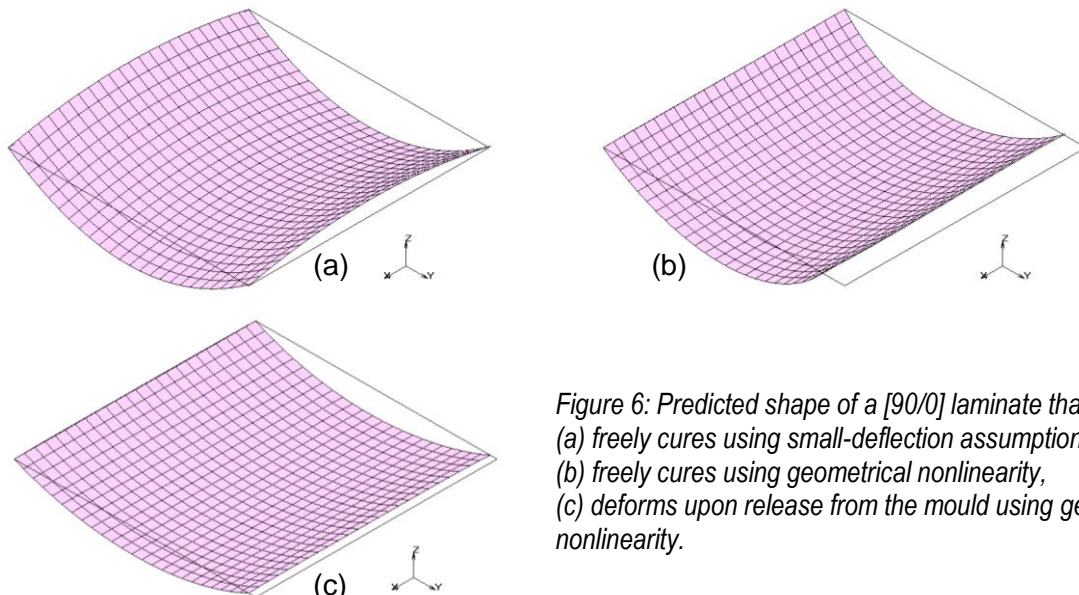 (a)
Z
X
Y
(b)
Z
X
Y
(c)
Z
X
Y
Figure 6: Predicted shape of a [90/0] laminate tha
(a) freely cures using small-deflection assumption
(b) freely cures using geometrical nonlinearity,
(c) deforms upon release from the mould using ge
nonlinearity.